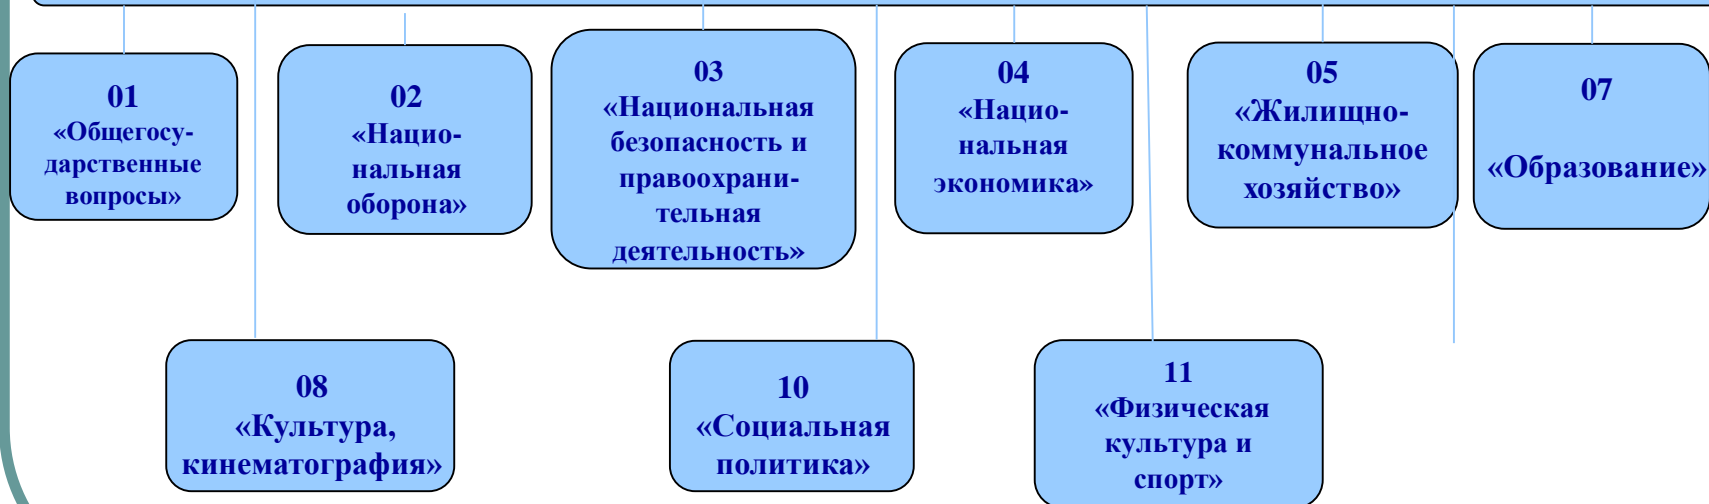 01
«Общегосу-
дарственные
вопросы»
02
«Нацио-
нальная
оборона»
03
«Национальная
безопасность и
правоохрани-
тельная
деятельность»
04
«Нацио-
нальная
экономика»
05
«Жилищно-
коммунальное
хозяйство»
07
«Образование»
08
«Культура,
кинематография»
10
«Социальная
политика»
11
«Физическая
культура и
спорт»